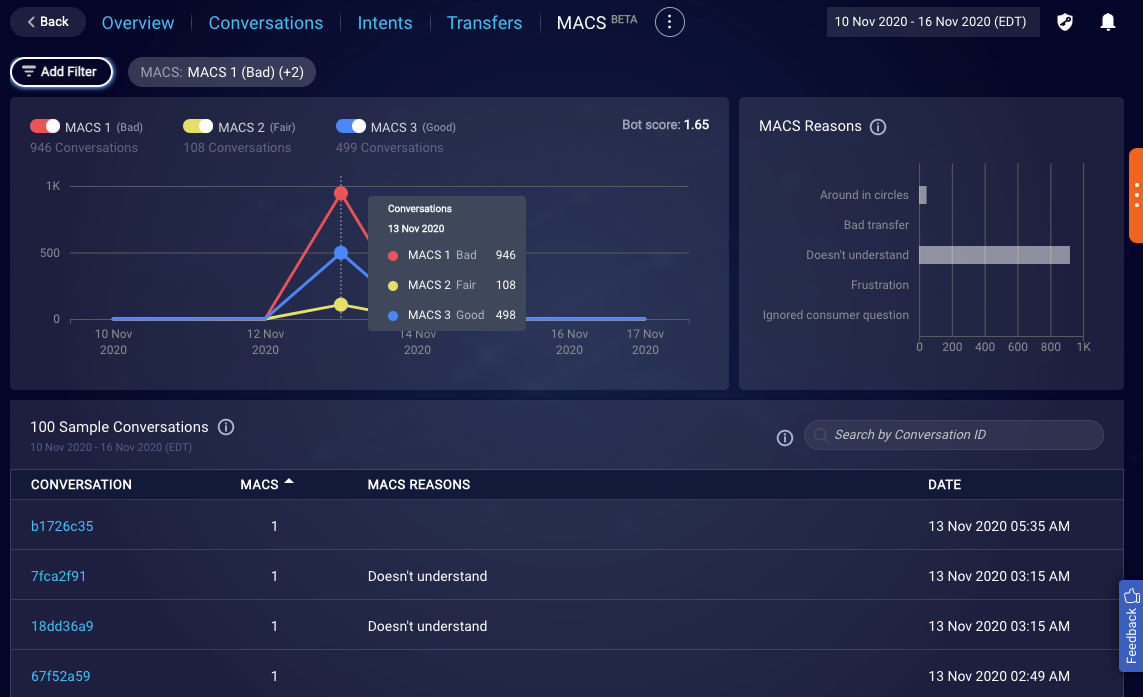 Back
Overview
Conversations
Intents
Transfers
MACS BETA
10 Nov 2020 - 16 Nov 2020 (EDT)
Add Filter
MACS: MACS 1 (Bad) (+2)
MACS 1 (Bad)
946 Conversations
MACS 2 (Fair)
108 Conversations
MACS 3 (Good)
499 Conversations
Bot score: 1.65
1K
500
0
10 Nov
2020
12 Nov
2020
14 Nov
2020
16 Nov
2020
17 Nov
2020
Conversations
13 Nov 2020
MACS 1 Bad 946
MACS 2 Fair 108
MACS 3 Good 498
MACS Reasons
Around in circles
Bad transfer
Doesn't understand
Frustration
Ignored consumer question
0 200 400 600 800 1K
100 Sample Conversations
10 Nov 2020 - 16 Nov 2020 (EDT)
Search by Conversation ID
CONVERSATION MACS MACS REASONS DATE
b1726c35 1 13 Nov 2020 05:35 AM
7fca2f91 1 Doesn't understand 13 Nov 2020 03:15 AM
18dd36a9 1 Doesn't understand 13 Nov 2020 03:15 AM
67f52a59 1 13 Nov 2020 02:49 AM
Feedback